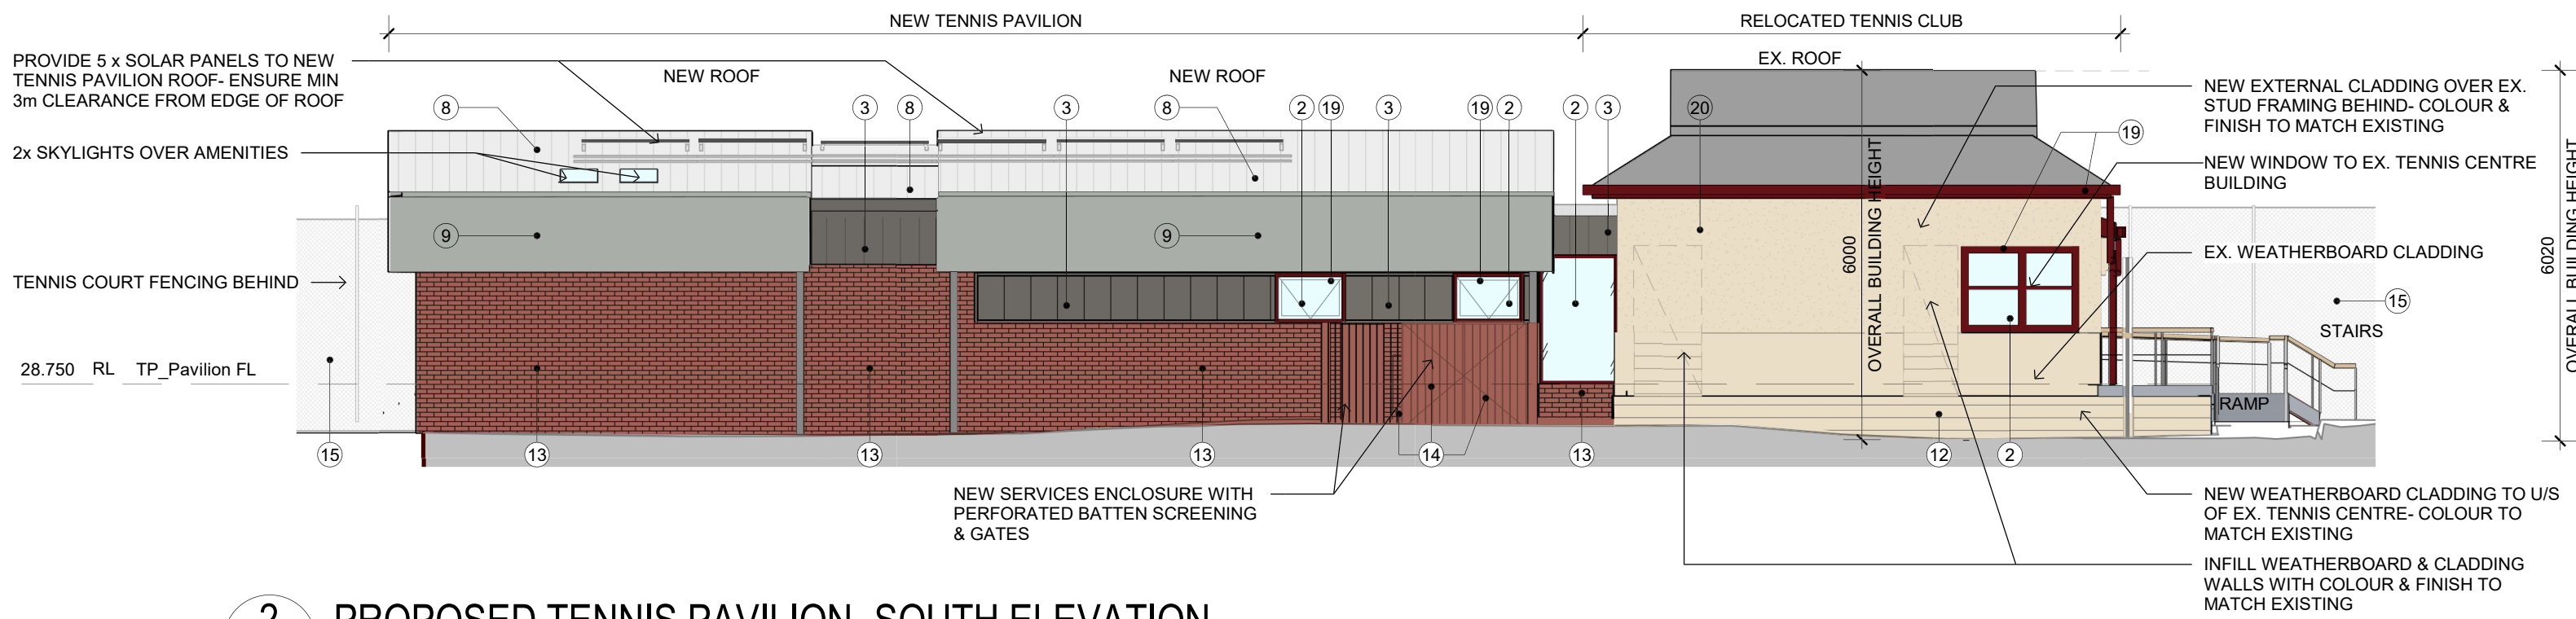 NEW TENNIS PAVILION
RELOCATED TENNIS CLUB
PROVIDE 5 x SOLAR PANELS TO NEW
TENNIS PAVILION ROOF- ENSURE MIN
3m CLEARANCE FROM EDGE OF ROOF
NEW ROOF
NEW ROOF
EX. ROOF
8
3
8
3
8
2
19
3
19
2
2
3
20
19
NEW EXTERNAL CLADDING OVER EX.
STUD FRAMING BEHIND- COLOUR &
FINISH TO MATCH EXISTING
2x SKYLIGHTS OVER AMENITIES
NEW WINDOW TO EX. TENNIS CENTRE
BUILDING
9
9
6000
OVERALL BUILDING HEIGHT
6020
OVERALL BUILDING HEIGHT
EX. WEATHERBOARD CLADDING
TENNIS COURT FENCING BEHIND
15
STAIRS
28.750 RL TP_Pavilion FL
RAMP
15
13
13
13
14
13
12
2
NEW SERVICES ENCLOSURE WITH
PERFORATED BATTEN SCREENING
& GATES
NEW WEATHERBOARD CLADDING TO U/S
OF EX. TENNIS CENTRE- COLOUR TO
MATCH EXISTING
INFILL WEATHERBOARD & CLADDING
WALLS WITH COLOUR & FINISH TO
MATCH EXISTING
2 PROPOSED TENNIS PAVILION- SOUTH ELEVATION